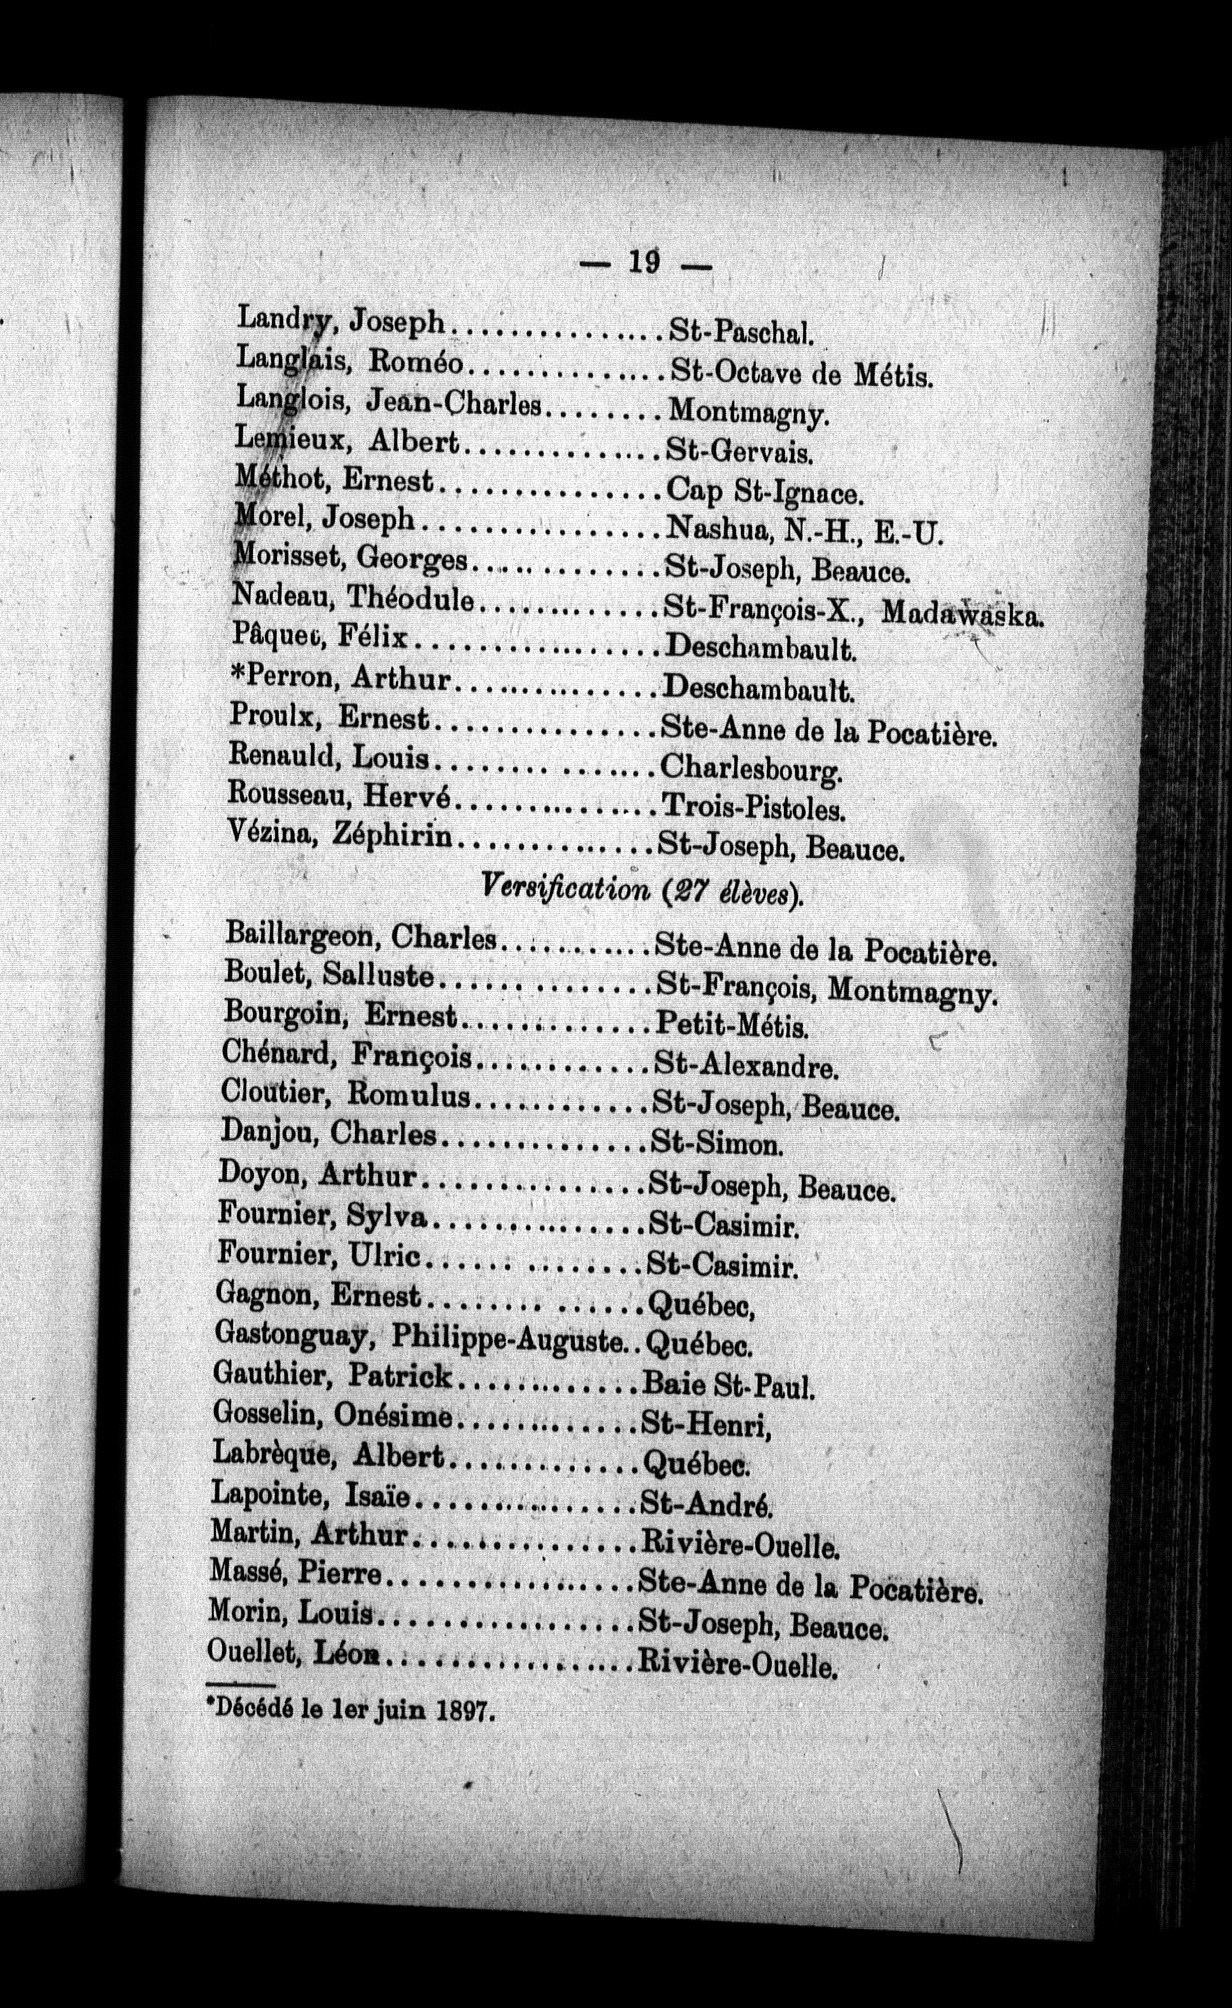 — 19 —
Landry, Joseph...............St-Paschal.
Langlais, Roméo..............St-Octave de Métis.
Langlois, Jean-Charles........Montmagny.
Lemieux, Albert..............St-Gervais.
Méthot, Ernest...............Cap St-Ignace.
Morel, Joseph................Nashua, N.-H., E.-U.
Morisset, Georges.............St-Joseph, Beauce.
Nadeau, Théodule.............St-François-X., Madawaska.
Pâquet, Félix.................Deschambault.
*Perron, Arthur...............Deschambault.
Proulx, Ernest...............Ste-Anne de la Pocatière.
Renauld, Louis........ .......Charlesbourg.
Rousseau, Hervé..............Trois-Pistoles.
Vézina, Zéphirin..............St-Joseph, Beauce.
Versification (27 élèves).
Baillargeon, Charles...........Ste-Anne de la Pocatière.
Boulet, Salluste...... ........St-François, Montmagny.
Bourgoin, Ernest.............Petit-Métis.
Chénard, François............St-Alexandre.
Cloutier, Romulus............St-Joseph, Beauce.
Danjou, Charles..............St-Simon.
Doyon, Arthur...............St-Joseph, Beauce.
Fournier, Sylva...............St-Casimir.
Fournier, Ulric...... ........St-Casimir.
Gagnon, Ernest........ ......Québec,
Gastonguay, Philippe-Auguste..Québec.
Gauthier, Patrick.............Baie St-Paul.
Gosselin, Onésime.............St-Henri,
Labrèque, Albert.............Québec.
Lapointe, Isaïe................St-André.
Martin, Arthur...............Rivière-Ouelle.
Massé, Pierre.................Ste-Anne de la Pocatière.
Morin, Louis.................St-Joseph, Beauce.
Ouellet, Léon.................Rivière-Ouelle.
*Décédé le 1er juin 1897.